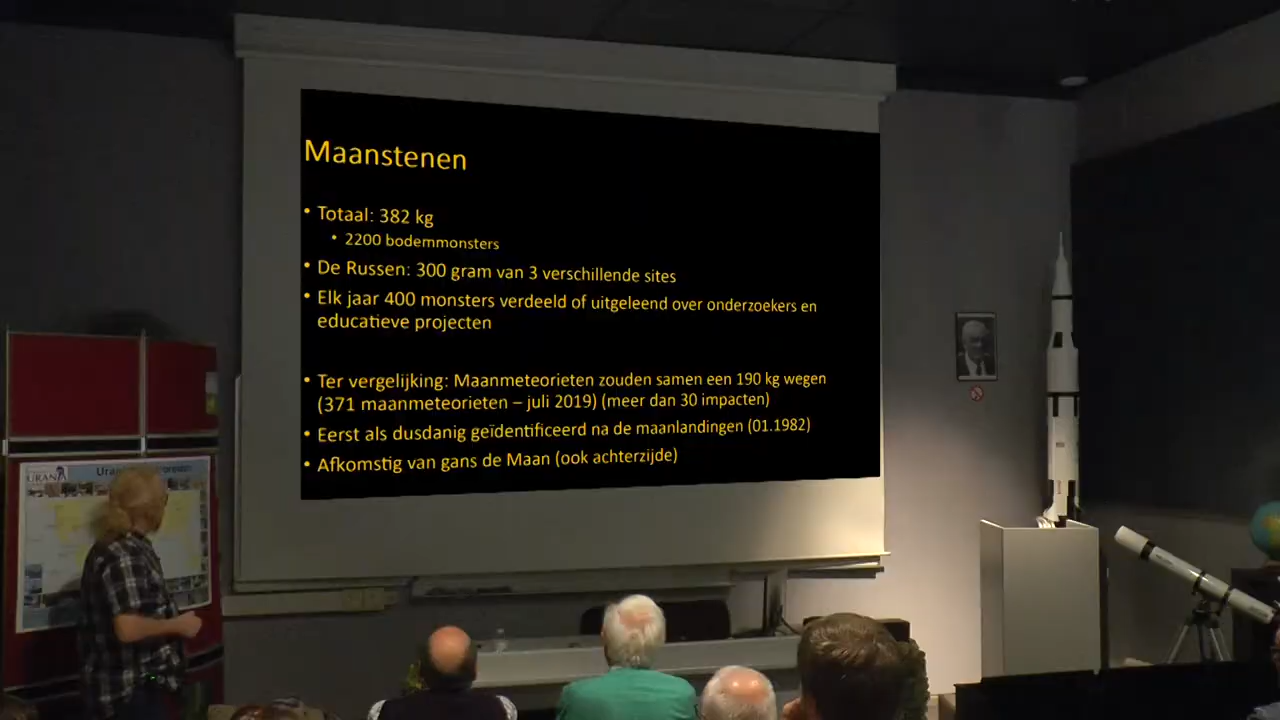 Maanstenen
• Totaal: 382 kg
• 2200 bodemmonsters
• De Russen: 300 gram van 3 verschillende sites
• Elk jaar 400 monsters verdeeld of uitgeleend over onderzoekers en
educatieve projecten
• Ter vergelijking: Maanmeteorieten zouden samen een 190 kg wegen
(371 maanmeteorieten – juli 2019) (meer dan 30 impacten)
• Eerst als dusdanig geïdentificeerd na de maanlandingen (01.1982)
• Afkomstig van gans de Maan (ook achterzijde)
URANIA